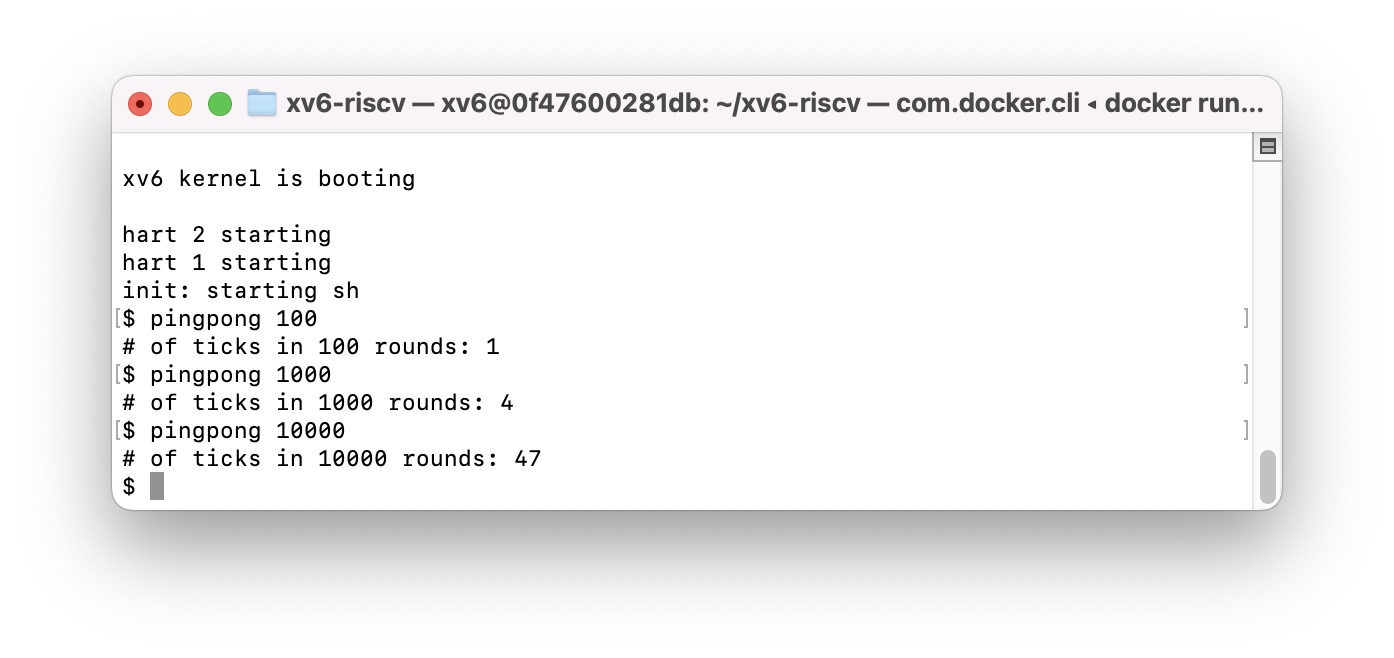 xv6-riscv — xv6@0f47600281db: ~/xv6-riscv — com.docker.cli ◂ docker run...
xv6 kernel is booting
hart 2 starting
hart 1 starting
init: starting sh
[$ pingpong 100 ]
# of ticks in 100 rounds: 1
[$ pingpong 1000 ]
# of ticks in 1000 rounds: 4
[$ pingpong 10000 ]
# of ticks in 10000 rounds: 47
$